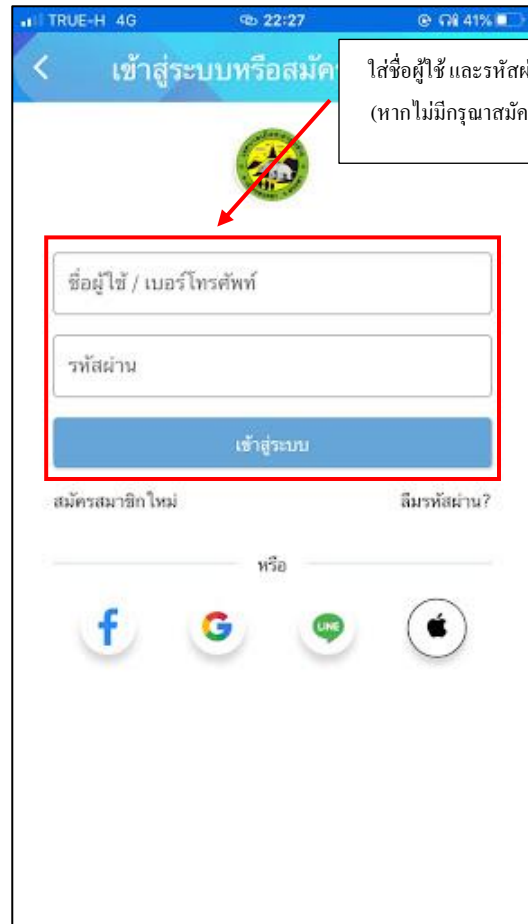 TRUE-H 4G 22:27 41%
เข้าสู่ระบบหรือสมัคร
ใส่ชื่อผู้ใช้ และรหัสผ่
(หากไม่มีกรุณาสมัค
ชื่อผู้ใช้ / เบอร์โทรศัพท์
รหัสผ่าน
เข้าสู่ระบบ
สมัครสมาชิกใหม่ ลืมรหัสผ่าน?
หรือ
LINE